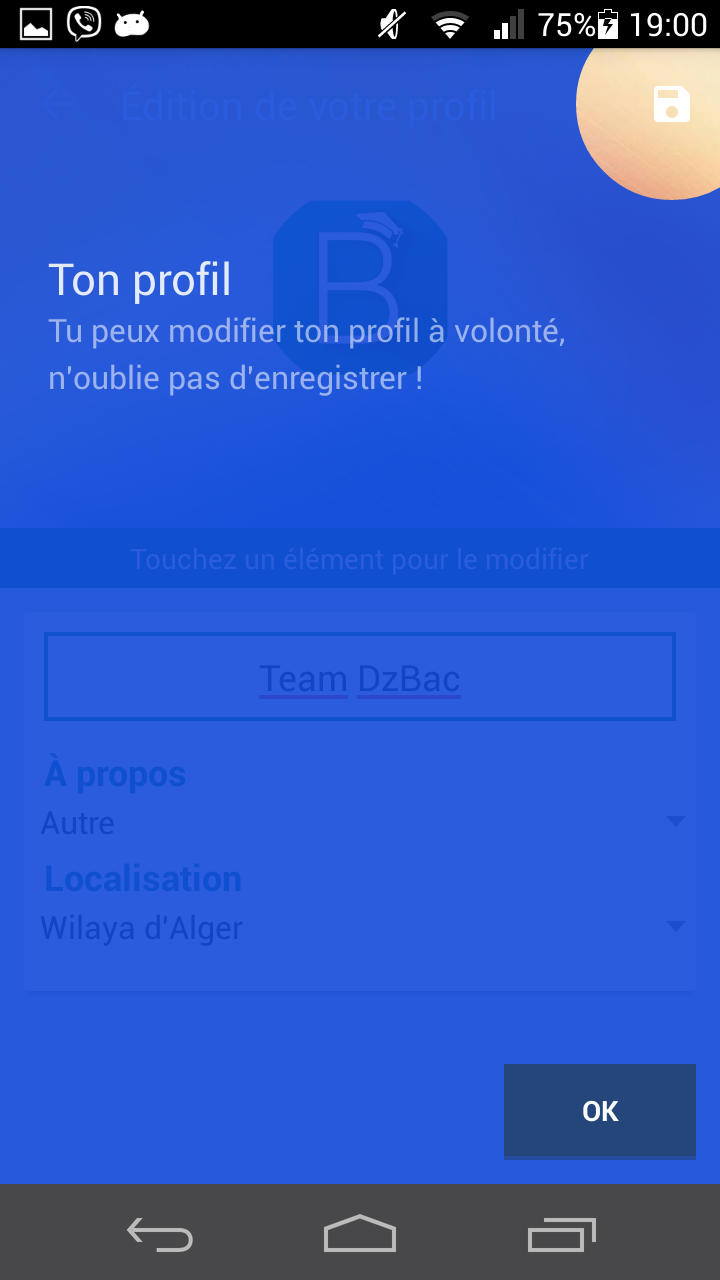 75% 19:00
Édition de votre profil
B
Ton profil
Tu peux modifier ton profil à volonté,
n'oublie pas d'enregistrer !
Touchez un élément pour le modifier
Team DzBac
À propos
Autre
Localisation
Wilaya d'Alger
OK